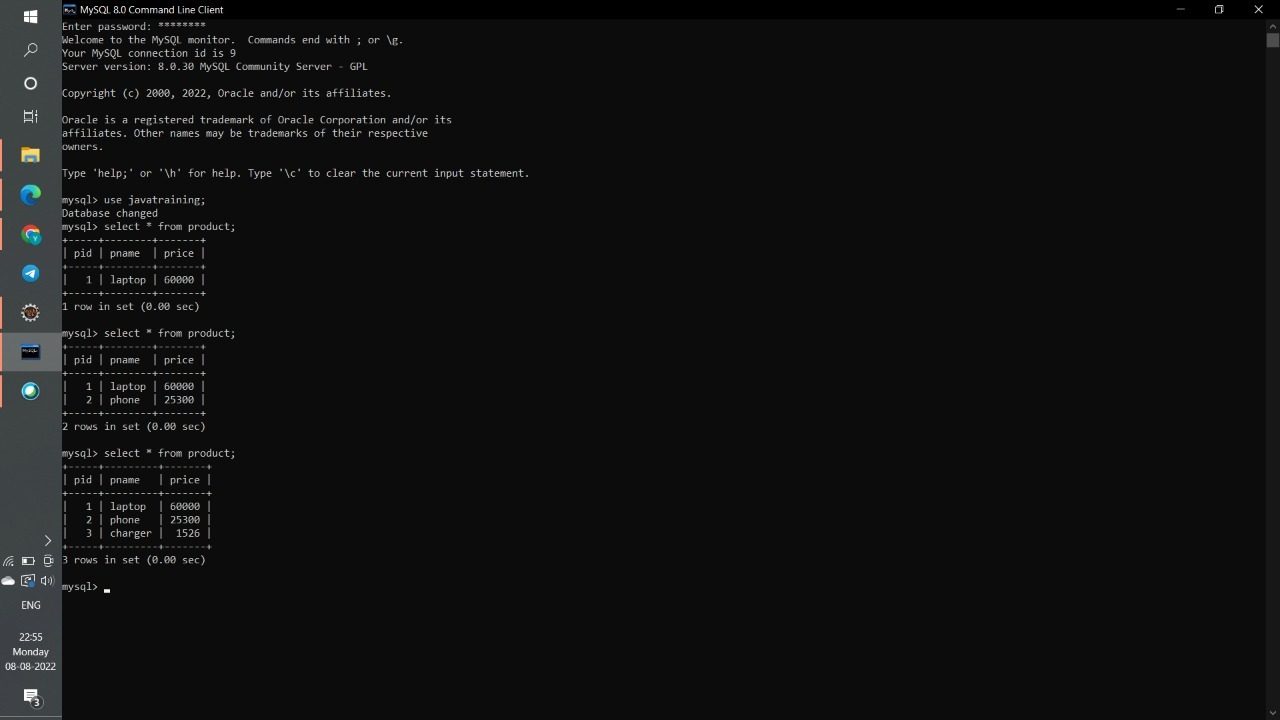 MySQL 8.0 Command Line Client
Enter password: ********
Welcome to the MySQL monitor.  Commands end with ; or \g.
Your MySQL connection id is 9
Server version: 8.0.30 MySQL Community Server - GPL
Copyright (c) 2000, 2022, Oracle and/or its affiliates.
Oracle is a registered trademark of Oracle Corporation and/or its
affiliates. Other names may be trademarks of their respective
owners.
Type 'help;' or '\h' for help. Type '\c' to clear the current input statement.
mysql> use javatraining;
Database changed
mysql> select * from product;
+-----+--------+-------+
| pid | pname  | price |
+-----+--------+-------+
|   1 | laptop | 60000 |
+-----+--------+-------+
1 row in set (0.00 sec)
mysql> select * from product;
+-----+--------+-------+
| pid | pname  | price |
+-----+--------+-------+
|   1 | laptop | 60000 |
|   2 | phone  | 25300 |
+-----+--------+-------+
2 rows in set (0.00 sec)
mysql> select * from product;
+-----+---------+-------+
| pid | pname   | price |
+-----+---------+-------+
|   1 | laptop  | 60000 |
|   2 | phone   | 25300 |
|   3 | charger |  1526 |
+-----+---------+-------+
3 rows in set (0.00 sec)
mysql>
ENG
22:55
Monday
08-08-2022
3